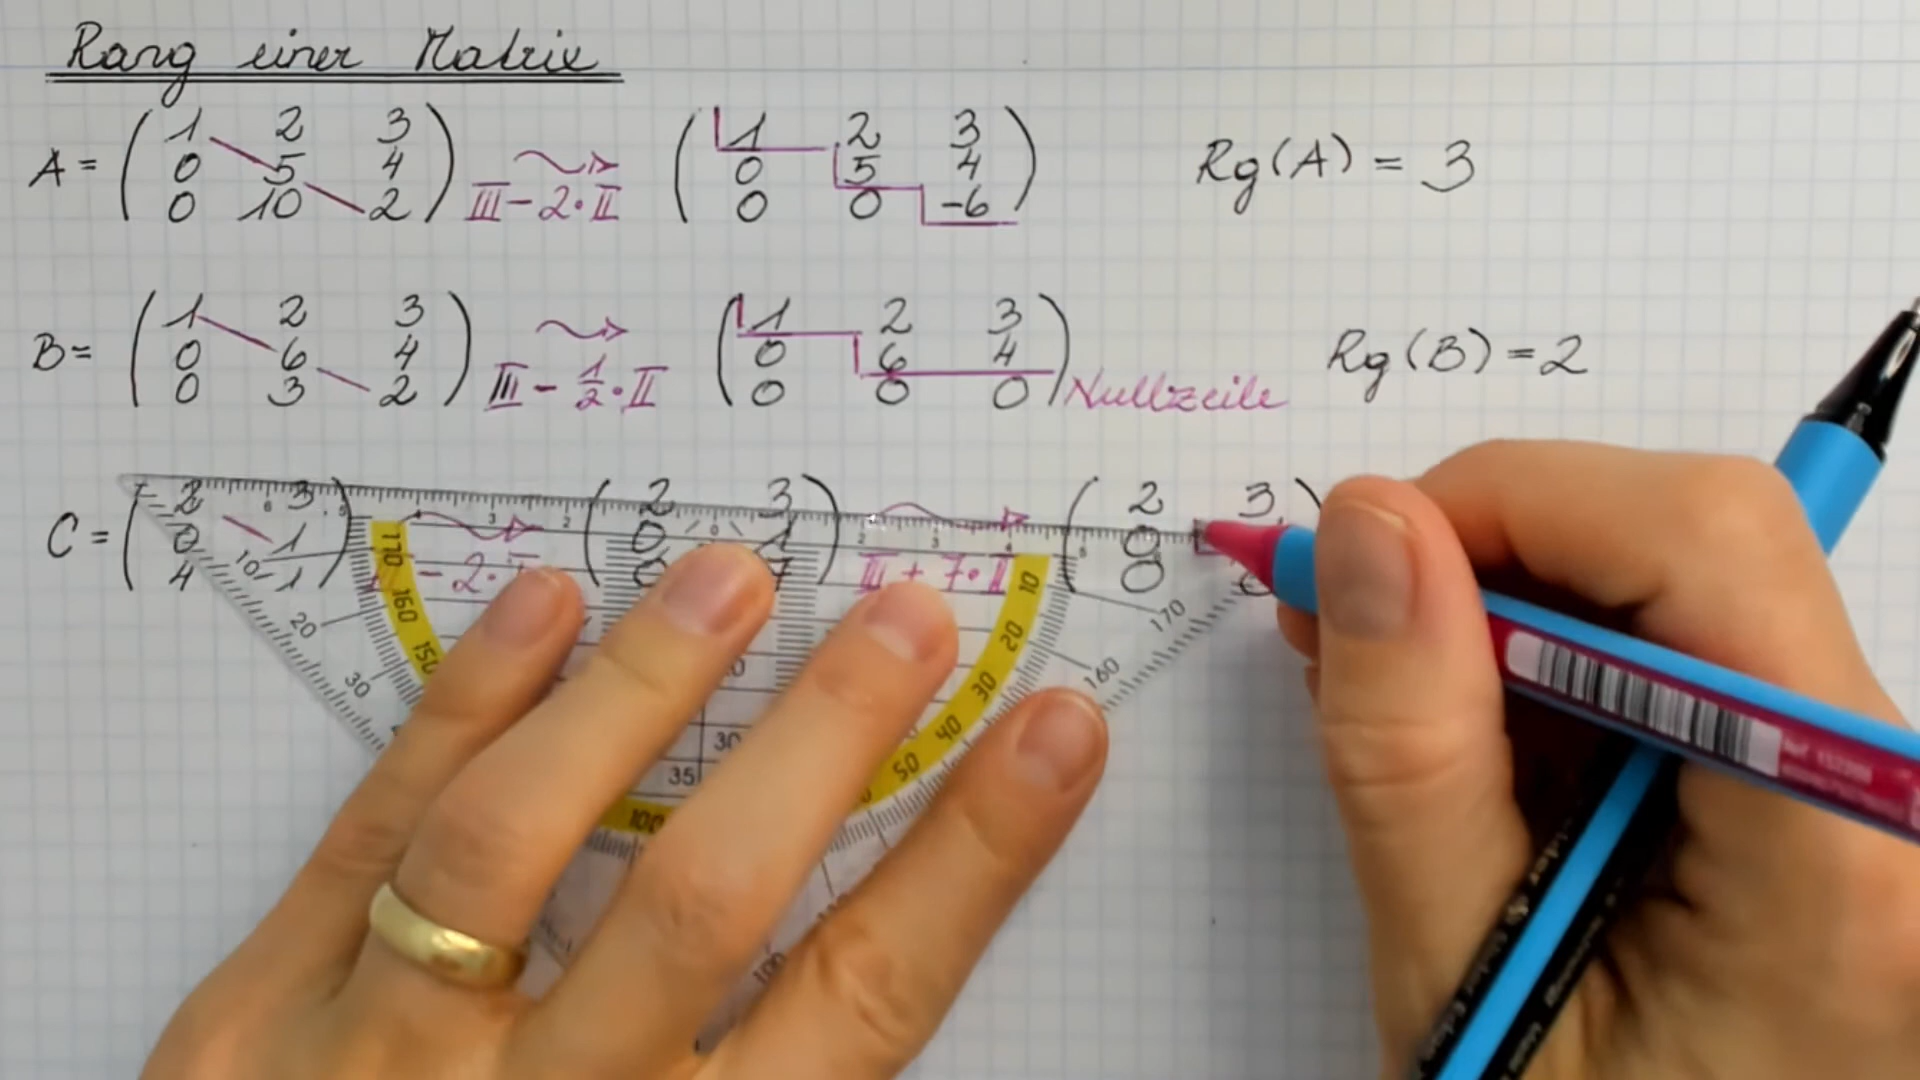 Rang einer Matrix
A = ( 1 2 3 ) ( 1 2 3 ) Rg(A) = 3
0 5 4 0 5 4
0 10 2 III - 2·II 0 0 -6
B = ( 1 2 3 ) ( 1 2 3 ) Rg(B) = 2
0 6 4 0 6 4
0 3 2 III - 1/2·II 0 0 0 Nullzeile
C = ( 2 3 ) ( 2 3 ) ( 2 3 )
0 1 0 1 0
4 -1 - 2· 0 7 III + 7·II 0